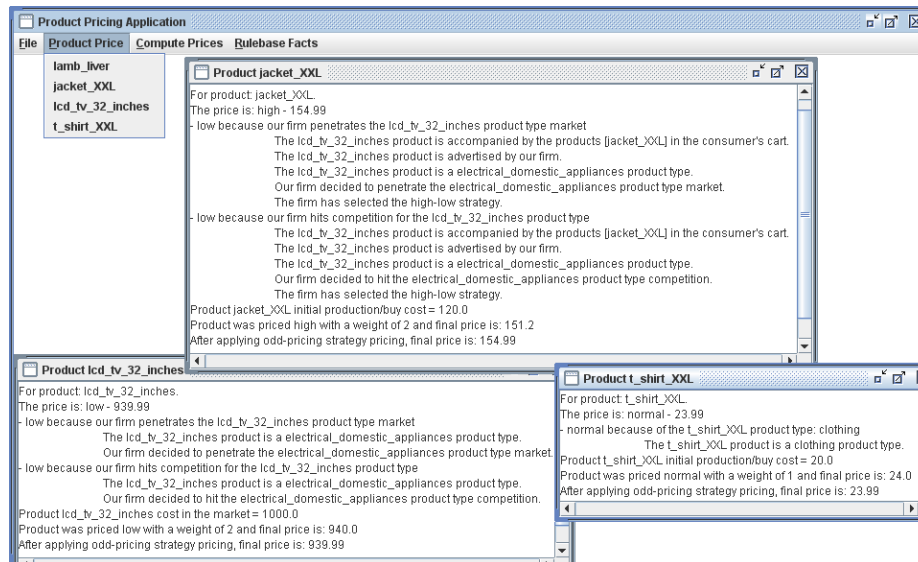 Product Pricing Application
File Product Price Compute Prices Rulebase Facts
lamb_liver
jacket_XXL
lcd_tv_32_inches
t_shirt_XXL
Product jacket_XXL
For product: jacket_XXL.
The price is: high - 154.99
- low because our firm penetrates the lcd_tv_32_inches product type market
The lcd_tv_32_inches product is accompanied by the products [jacket_XXL] in the consumer's cart.
The lcd_tv_32_inches product is advertised by our firm.
The lcd_tv_32_inches product is a electrical_domestic_appliances product type.
Our firm decided to penetrate the electrical_domestic_appliances product type market.
The firm has selected the high-low strategy.
- low because our firm hits competition for the lcd_tv_32_inches product type
The lcd_tv_32_inches product is accompanied by the products [jacket_XXL] in the consumer's cart.
The lcd_tv_32_inches product is advertised by our firm.
The lcd_tv_32_inches product is a electrical_domestic_appliances product type.
Our firm decided to hit the electrical_domestic_appliances product type competition.
The firm has selected the high-low strategy.
Product jacket_XXL initial production/buy cost = 120.0
Product was priced high with a weight of 2 and final price is: 151.2
After applying odd-pricing strategy pricing, final price is: 154.99
Product lcd_tv_32_inches
For product: lcd_tv_32_inches.
The price is: low - 939.99
- low because our firm penetrates the lcd_tv_32_inches product type market
The lcd_tv_32_inches product is a electrical_domestic_appliances product type.
Our firm decided to penetrate the electrical_domestic_appliances product type market.
- low because our firm hits competition for the lcd_tv_32_inches product type
The lcd_tv_32_inches product is a electrical_domestic_appliances product type.
Our firm decided to hit the electrical_domestic_appliances product type competition.
Product lcd_tv_32_inches cost in the market = 1000.0
Product was priced low with a weight of 2 and final price is: 940.0
After applying odd-pricing strategy pricing, final price is: 939.99
Product t_shirt_XXL
For product: t_shirt_XXL.
The price is: normal - 23.99
- normal because of the t_shirt_XXL product type: clothing
The t_shirt_XXL product is a clothing product type.
Product t_shirt_XXL initial production/buy cost = 20.0
Product was priced normal with a weight of 1 and final price is: 24.0
After applying odd-pricing strategy pricing, final price is: 23.99